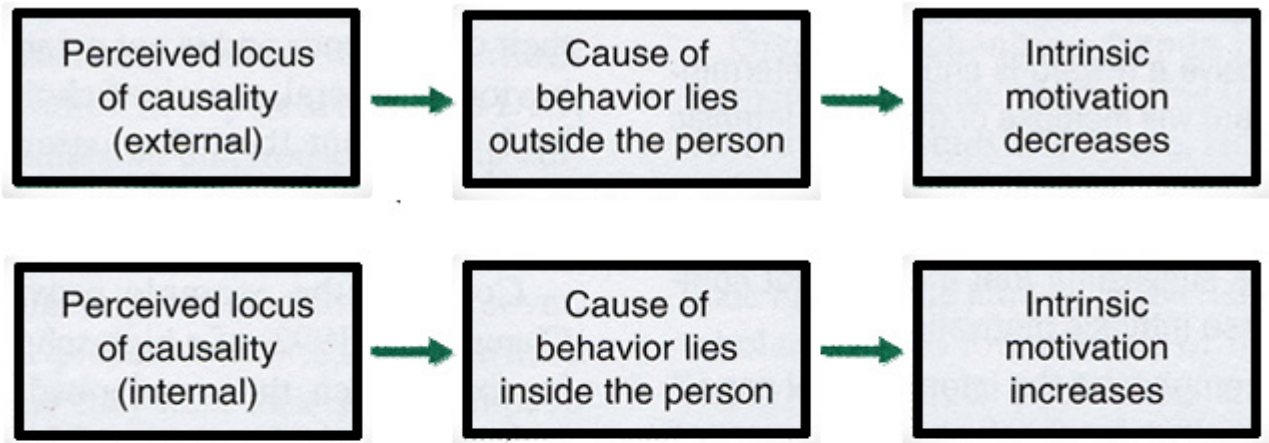 Perceived locus
of causality
(external)
Cause of
behavior lies
outside the person
Intrinsic
motivation
decreases
Perceived locus
of causality
(internal)
Cause of
behavior lies
inside the person
Intrinsic
motivation
increases